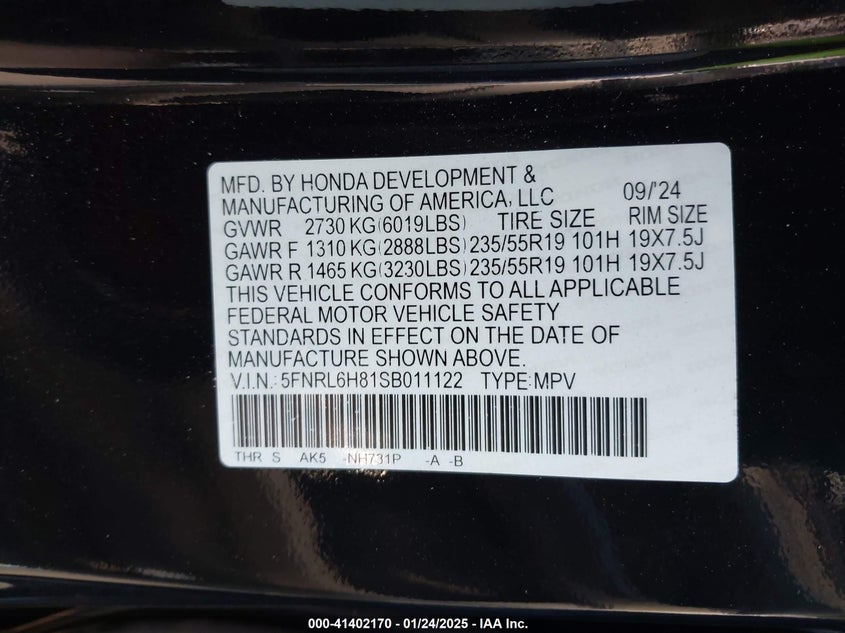 MFD. BY HONDA DEVELOPMENT &
MANUFACTURING OF AMERICA, LLC 09/'24
GVWR 2730 KG(6019LBS) TIRE SIZE RIM SIZE
GAWR F 1310 KG(2888LBS) 235/55R19 101H 19X7.5J
GAWR R 1465 KG(3230LBS) 235/55R19 101H 19X7.5J
THIS VEHICLE CONFORMS TO ALL APPLICABLE
FEDERAL MOTOR VEHICLE SAFETY
STANDARDS IN EFFECT ON THE DATE OF
MANUFACTURE SHOWN ABOVE.
V.I.N.: 5FNRL6H81SB011122 TYPE:MPV
THR S AK5 -NH731P -A -B
000-41402170 - 01/24/2025 - IAA Inc.